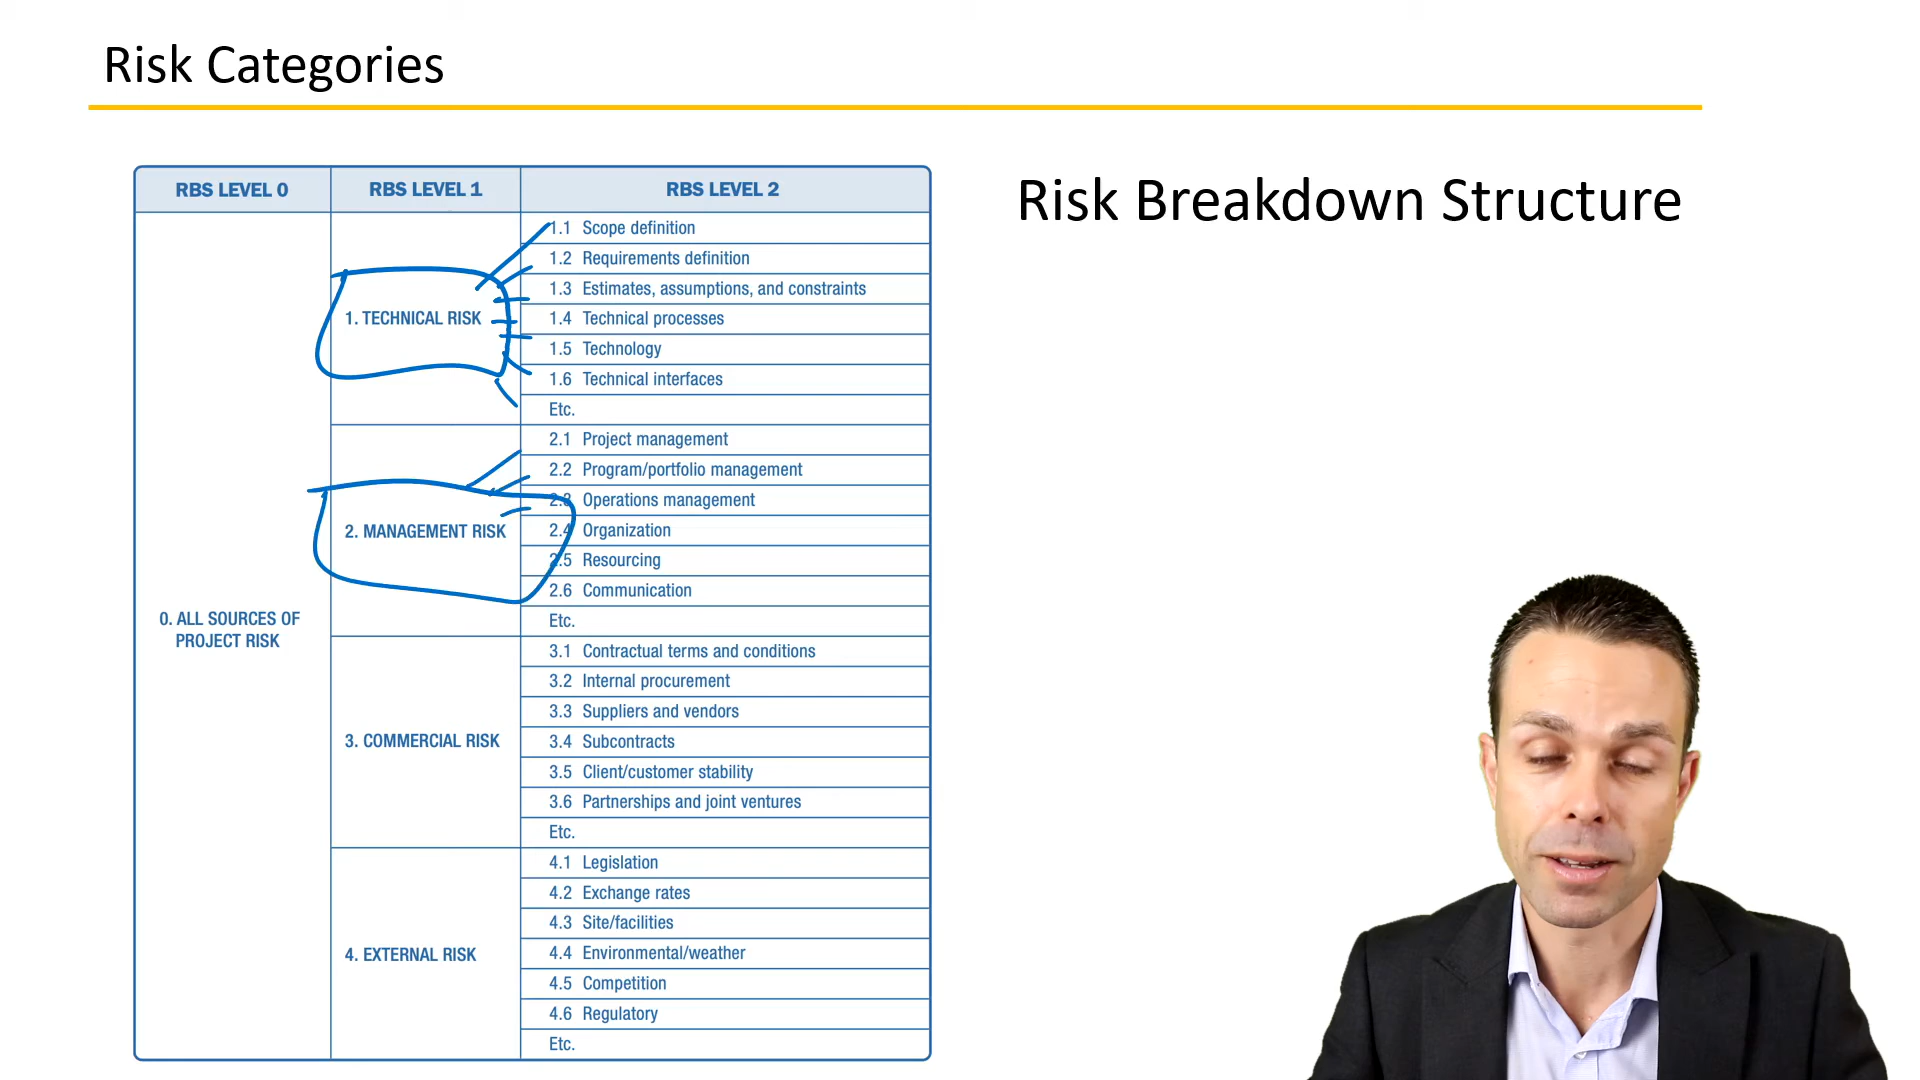 Risk Categories
Risk Breakdown Structure
RBS LEVEL 0
RBS LEVEL 1
RBS LEVEL 2
0. ALL SOURCES OF
PROJECT RISK
1. TECHNICAL RISK
1.1 Scope definition
1.2 Requirements definition
1.3 Estimates, assumptions, and constraints
1.4 Technical processes
1.5 Technology
1.6 Technical interfaces
Etc.
2. MANAGEMENT RISK
2.1 Project management
2.2 Program/portfolio management
2.3 Operations management
2.4 Organization
2.5 Resourcing
2.6 Communication
Etc.
3. COMMERCIAL RISK
3.1 Contractual terms and conditions
3.2 Internal procurement
3.3 Suppliers and vendors
3.4 Subcontracts
3.5 Client/customer stability
3.6 Partnerships and joint ventures
Etc.
4. EXTERNAL RISK
4.1 Legislation
4.2 Exchange rates
4.3 Site/facilities
4.4 Environmental/weather
4.5 Competition
4.6 Regulatory
Etc.